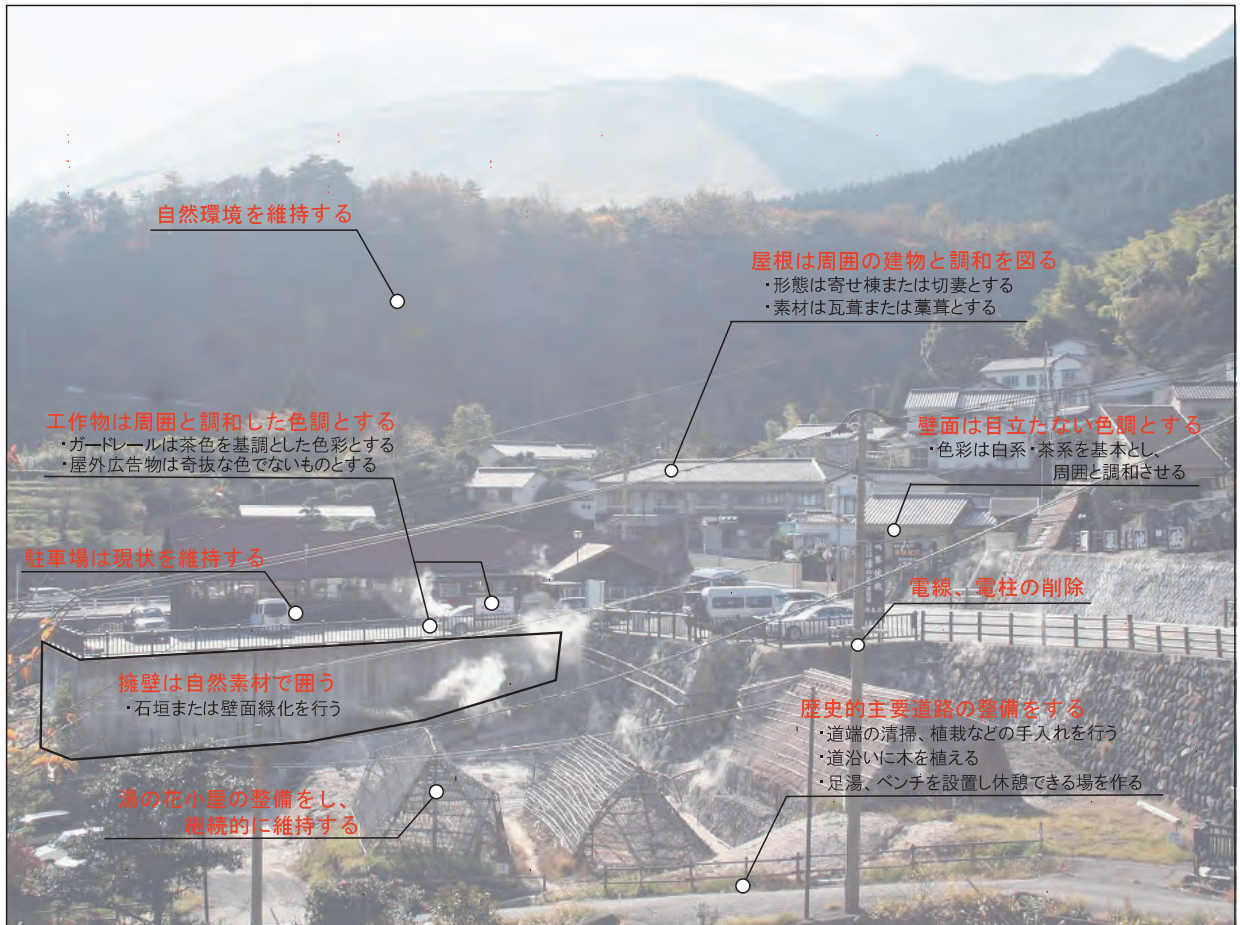 自然環境を維持する
屋根は周囲の建物と調和を図る
・形態は寄せ棟または切妻とする
・素材は瓦葺または藁葺とする
工作物は周囲と調和した色調とする
・ガードレールは茶色を基調とした色彩とする
・屋外広告物は奇抜な色でないものとする
壁面は目立たない色調とする
・色彩は白系・茶系を基本とし、
周囲と調和させる
駐車場は現状を維持する
電線、電柱の削除
擁壁は自然素材で囲う
・石垣または壁面緑化を行う
歴史的主要道路の整備をする
・道端の清掃、植栽などの手入れを行う
・道沿いに木を植える
・足湯、ベンチを設置し休憩できる場を作る
湯の花小屋の整備をし、
継続的に維持する